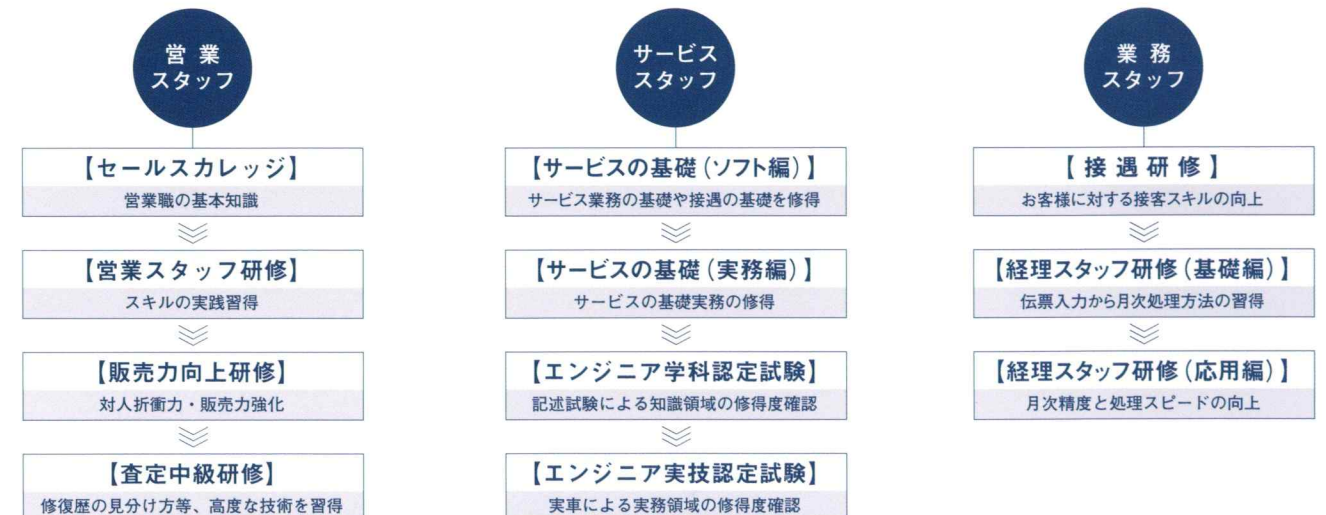 営業
スタッフ
【セールスカレッジ】
営業職の基本知識
【営業スタッフ研修】
スキルの実践習得
【販売力向上研修】
対人折衝力・販売力強化
【査定中級研修】
修復歴の見分け方等、高度な技術を習得
サービス
スタッフ
【サービスの基礎(ソフト編)】
サービス業務の基礎や接遇の基礎を修得
【サービスの基礎(実務編)】
サービスの基礎実務の修得
【エンジニア学科認定試験】
記述試験による知識領域の修得度確認
【エンジニア実技認定試験】
実車による実務領域の修得度確認
業務
スタッフ
【接遇研修】
お客様に対する接客スキルの向上
【経理スタッフ研修(基礎編)】
伝票入力から月次処理方法の習得
【経理スタッフ研修(応用編)】
月次精度と処理スピードの向上